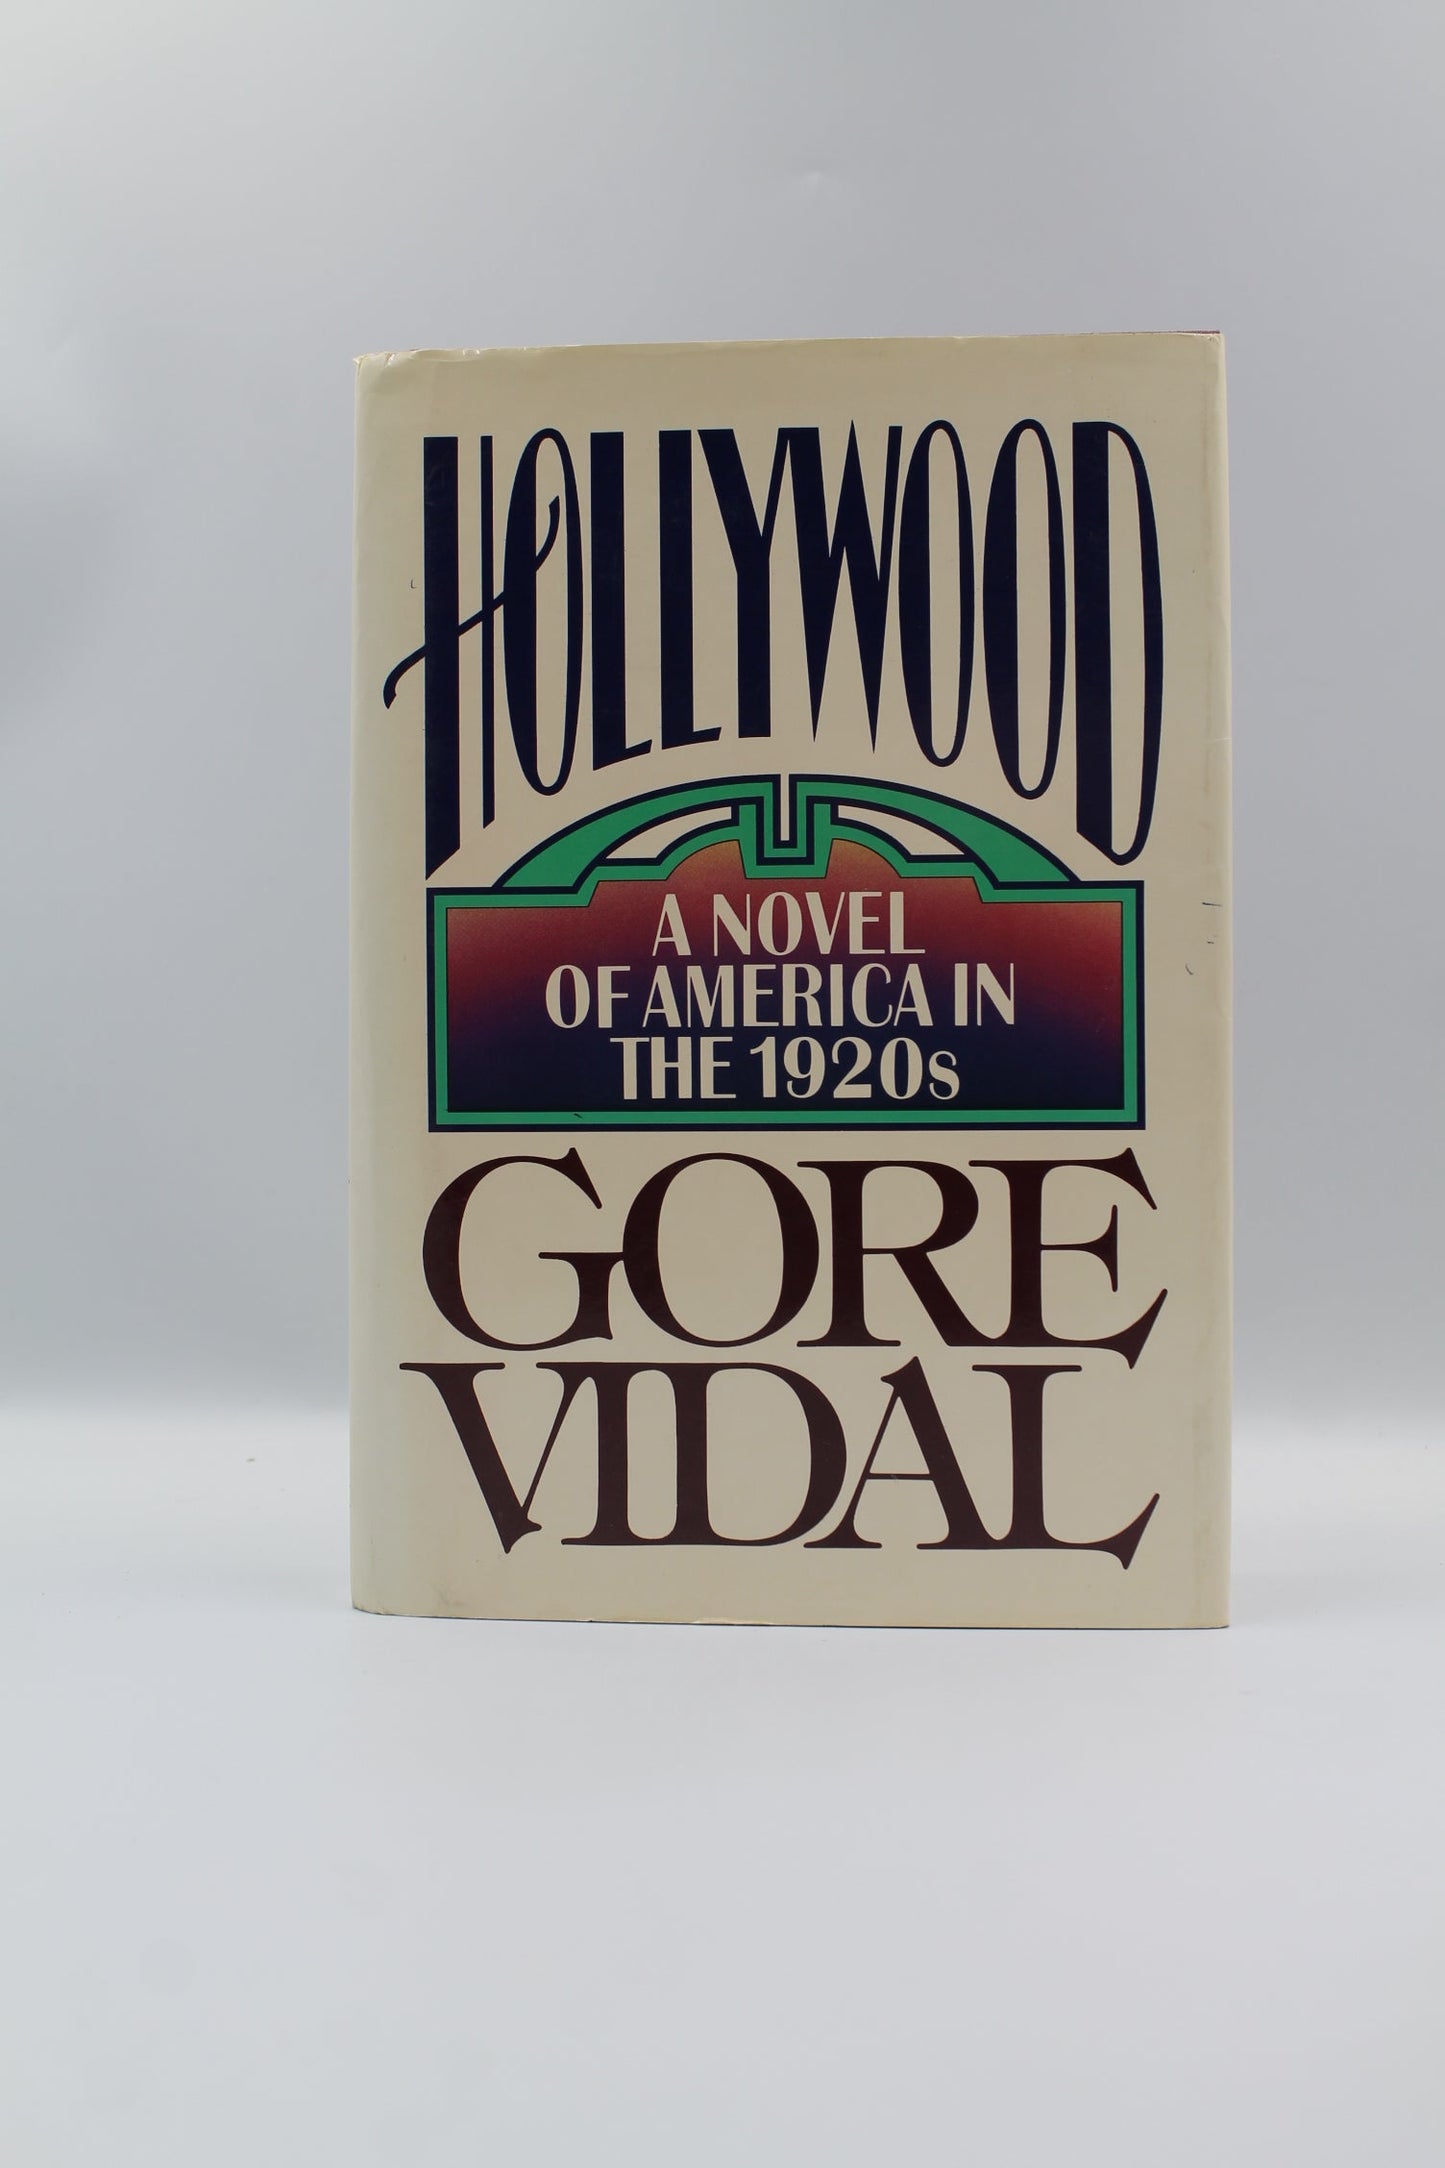 HOLLYWOOD
A NOVEL
OF AMERICA IN
THE 1920s
GORE
VIDAL